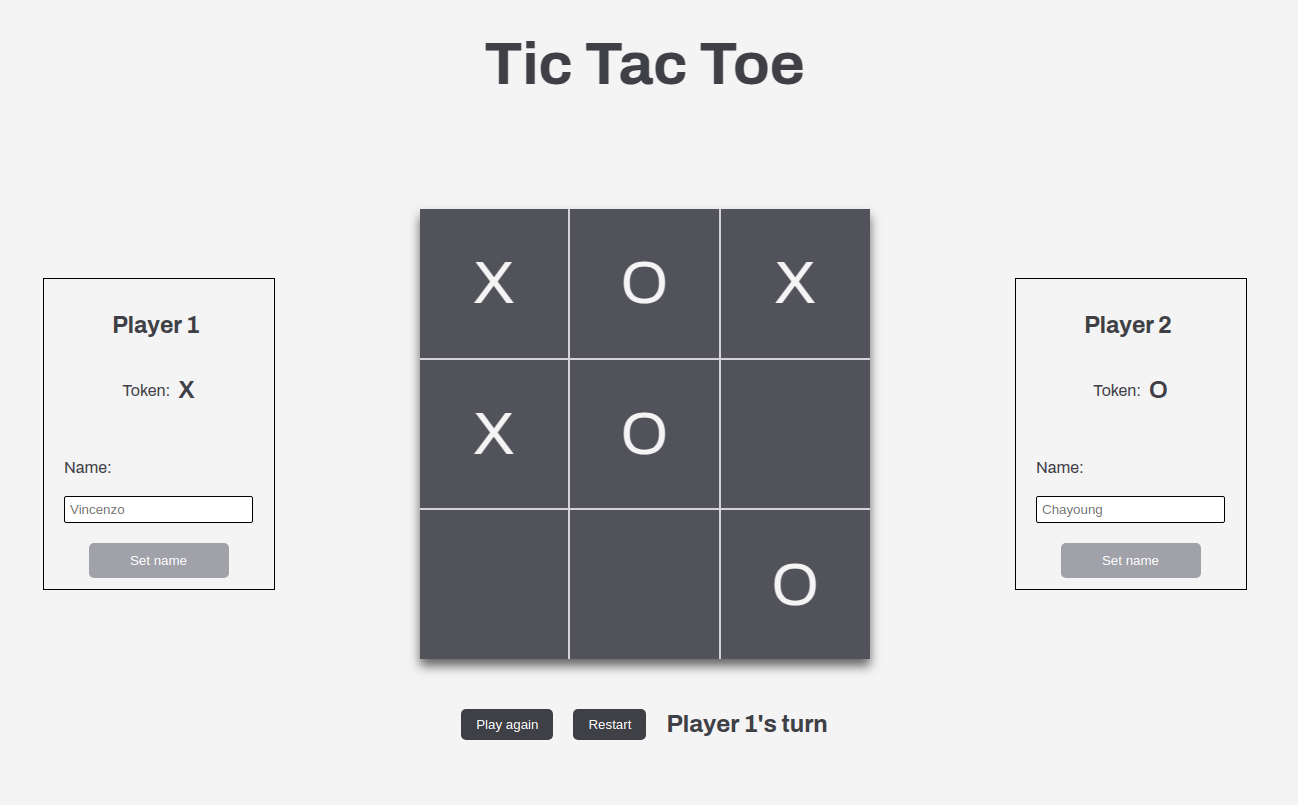 Tic Tac Toe
X O X
X O
O
Player 1
Token: X
Name:
Vincenzo
Set name
Player 2
Token: O
Name:
Chayoung
Set name
Play again Restart Player 1's turn